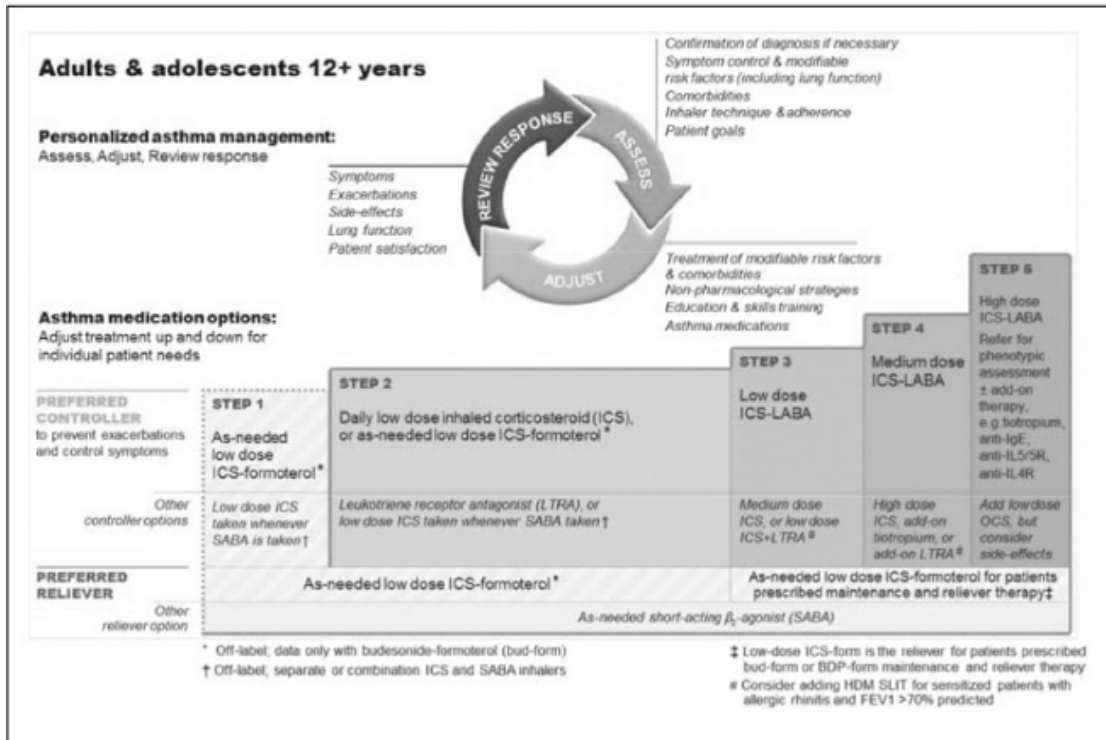 Adults & adolescents 12+ years
Personalized asthma management:
Assess, Adjust, Review response
Symptoms
Exacerbations
Side-effects
Lung function
Patient satisfaction
REVIEW RESPONSE
ASSESS
ADJUST
Confirmation of diagnosis if necessary
Symptom control & modifiable
risk factors (including lung function)
Comorbidities
Inhaler technique & adherence
Patient goals
Treatment of modifiable risk factors
& comorbidities
Non-pharmacological strategies
Education & skills training
Asthma medications
Asthma medication options:
Adjust treatment up and down for
individual patient needs
PREFERRED
CONTROLLER
to prevent exacerbations
and control symptoms
STEP 1
As-needed
low dose
ICS-formoterol *
STEP 2
Daily low dose inhaled corticosteroid (ICS),
or as-needed low dose ICS-formoterol *
STEP 3
Low dose
ICS-LABA
STEP 4
Medium dose
ICS-LABA
STEP 5
High dose
ICS-LABA
Refer for
phenotypic
assessment
± add-on
therapy,
e.g.tiotropium,
anti-IgE,
anti-IL5/5R,
anti-IL4R
Other
controller options
Low dose ICS
taken whenever
SABA is taken †
Leukotriene receptor antagonist (LTRA), or
low dose ICS taken whenever SABA taken †
Medium dose
ICS, or low dose
ICS+LTRA #
High dose
ICS, add-on
tiotropium, or
add-on LTRA #
Add low dose
OCS, but
consider
side-effects
PREFERRED
RELIEVER
As-needed low dose ICS-formoterol *
As-needed low dose ICS-formoterol for patients
prescribed maintenance and reliever therapy‡
Other
reliever option
As-needed short-acting β₂-agonist (SABA)
* Off-label; data only with budesonide-formoterol (bud-form)
† Off-label; separate or combination ICS and SABA inhalers
‡ Low-dose ICS-form is the reliever for patients prescribed
bud-form or BDP-form maintenance and reliever therapy
# Consider adding HDM SLIT for sensitized patients with
allergic rhinitis and FEV1 >70% predicted